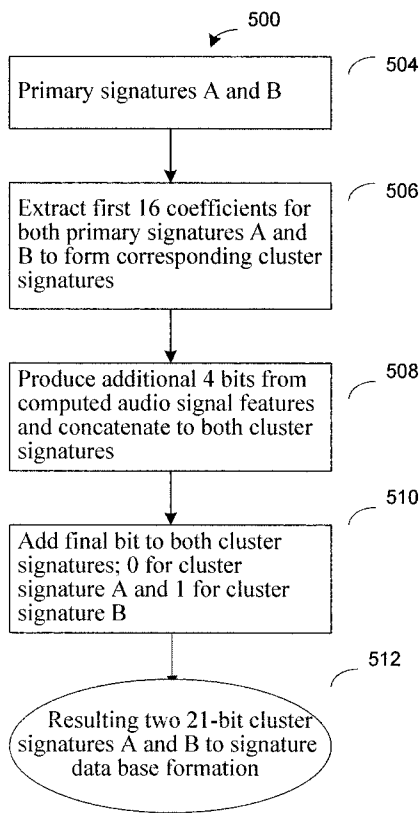 500
504
Primary signatures A and B
506
Extract first 16 coefficients for
both primary signatures A and
B to form corresponding cluster
signatures
508
Produce additional 4 bits from
computed audio signal features
and concatenate to both cluster
signatures
510
Add final bit to both cluster
signatures; 0 for cluster
signature A and 1 for cluster
signature B
512
Resulting two 21-bit cluster
signatures A and B to signature
data base formation